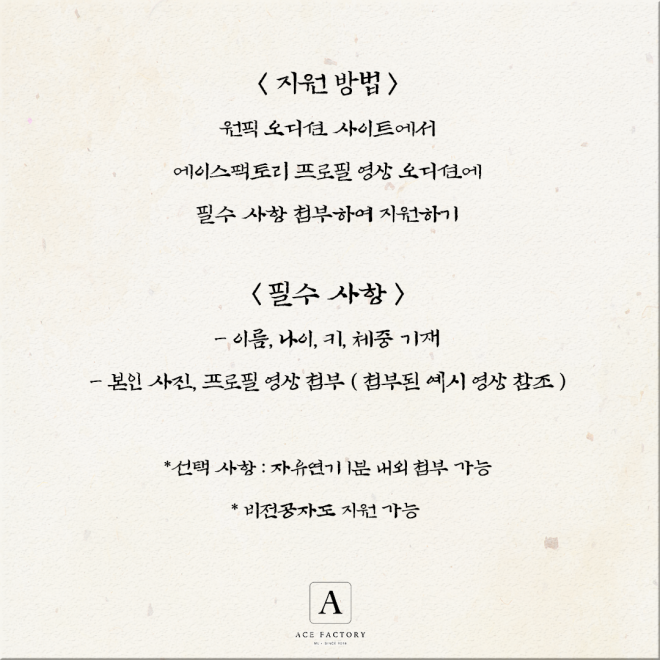 < 지원 방법 >
원픽 오디션 사이트에서
에이스팩토리 프로필 영상 오디션에
필수 사항 첨부하여 지원하기
< 필수 사항 >
- 이름, 나이, 키, 체중 기재
- 본인 사진, 프로필 영상 첨부 ( 첨부된 예시 영상 참조 )
*선택 사항 : 자유연기 1분 내외 첨부 가능
* 비전공자도 지원 가능
A
ACE FACTORY